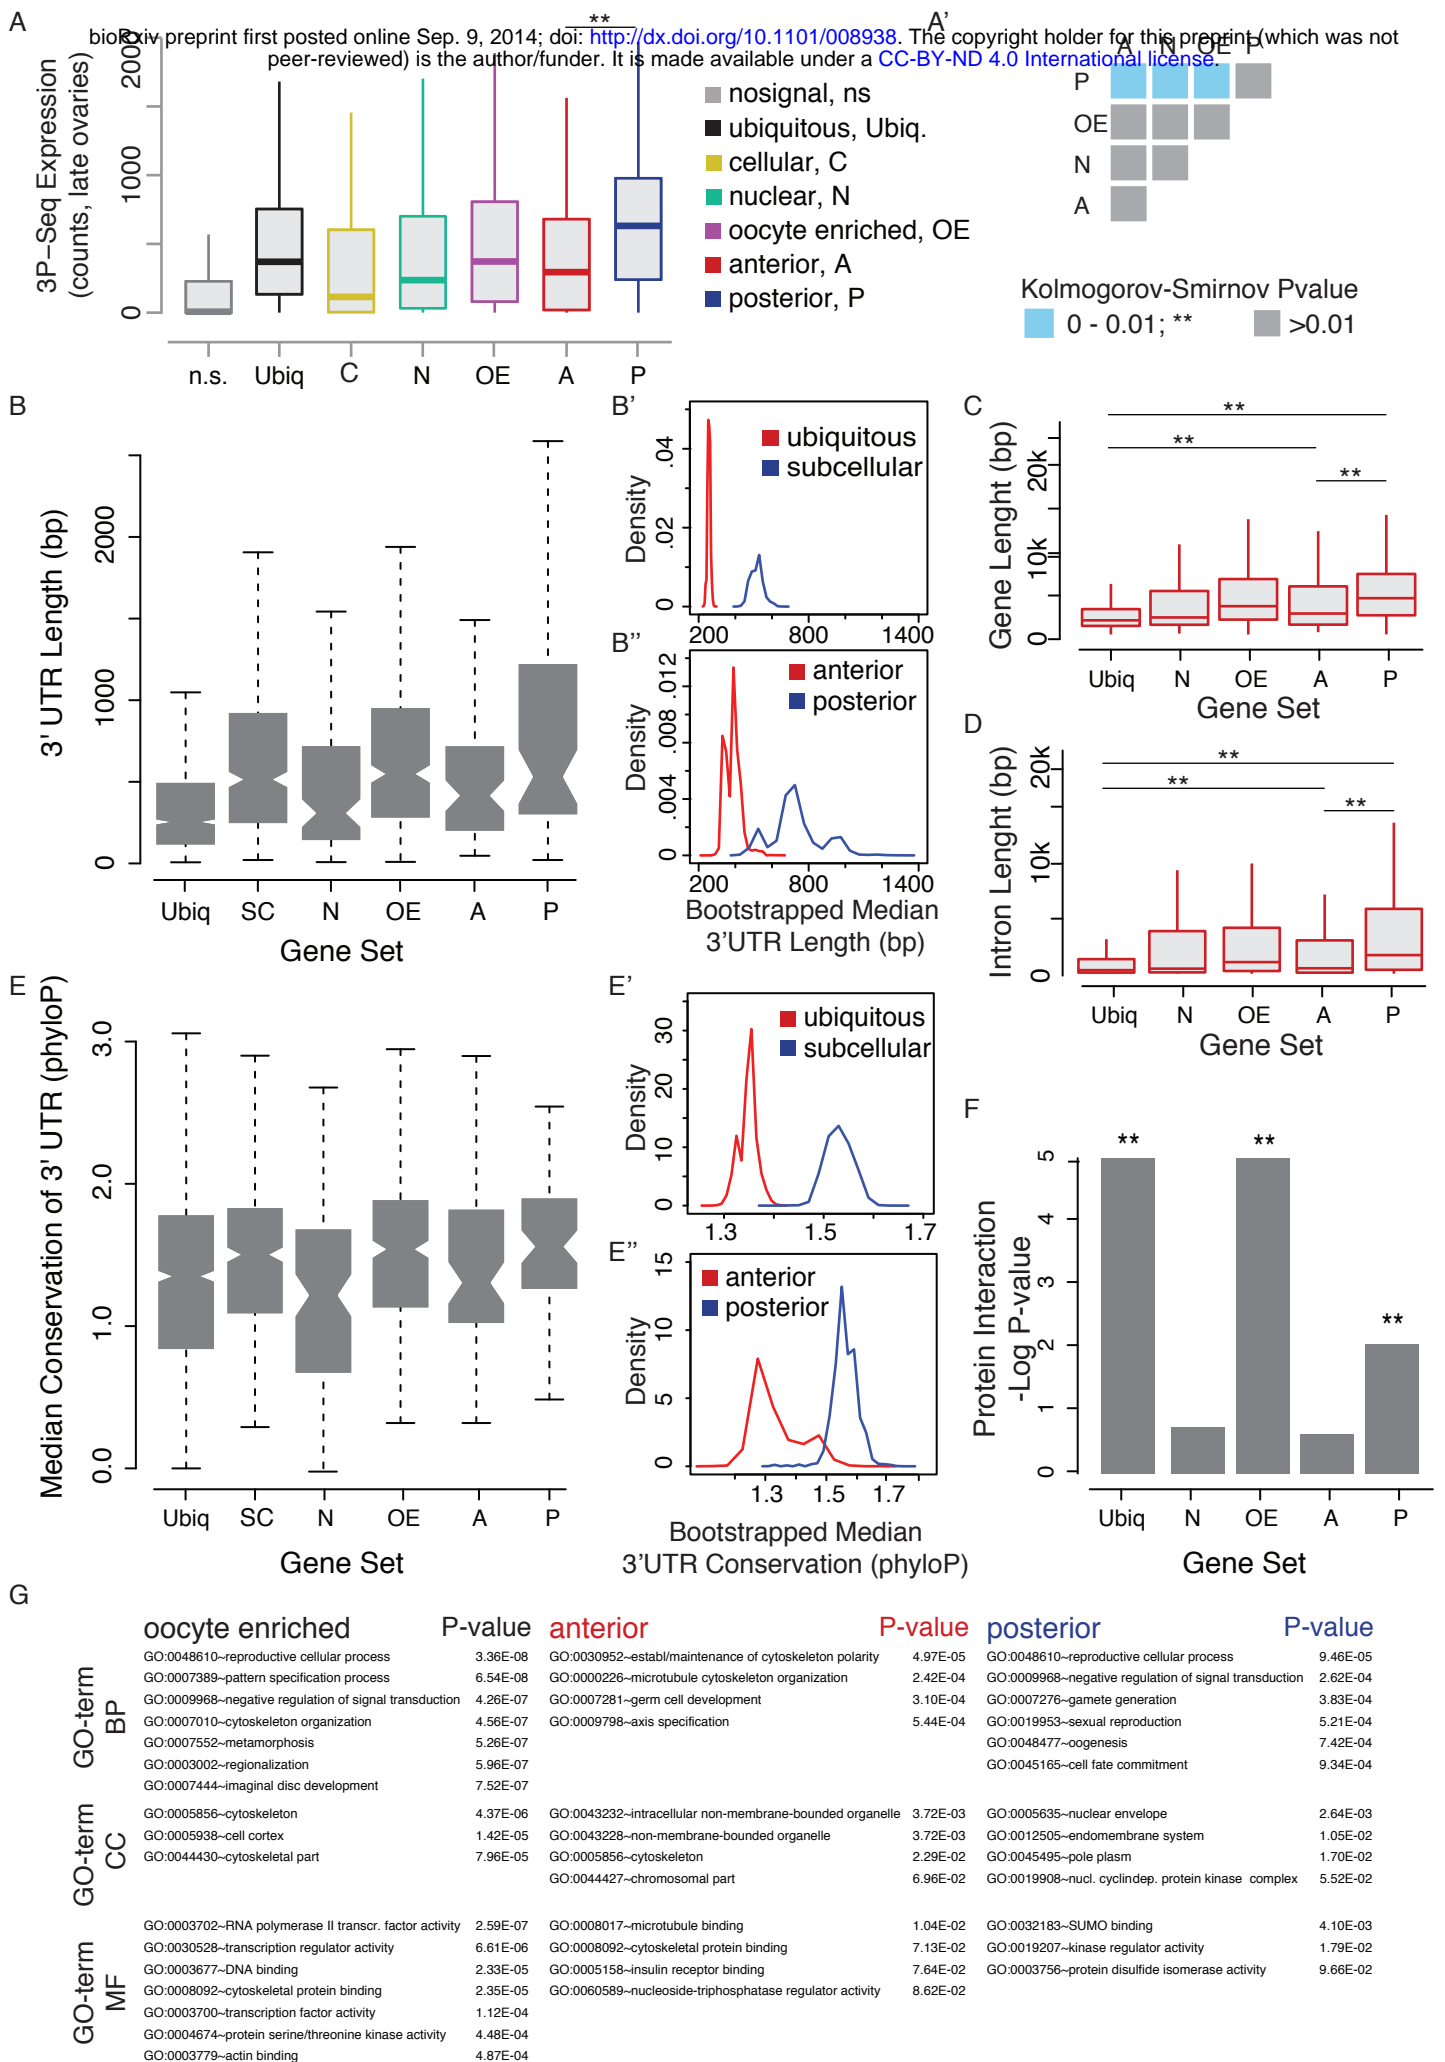 A
bioRxiv preprint first posted online Sep. 9, 2014; doi: http://dx.doi.org/10.1101/008938. The copyright holder for this preprint (which was not
peer-reviewed) is the author/funder. It is made available under a CC-BY-ND 4.0 International license.
3P–Seq Expression
(counts, late ovaries)
0
1000
2000
**
n.s.
Ubiq
C
N
OE
A
P
nosignal, ns
ubiquitous, Ubiq.
cellular, C
nuclear, N
oocyte enriched, OE
anterior, A
posterior, P
A'
A
N
OE
P
P
OE
N
A
Kolmogorov-Smirnov Pvalue
0 - 0.01; **
>0.01
B
3' UTR Length (bp)
0
1000
2000
Ubiq
SC
N
OE
A
P
Gene Set
B'
Density
0
.02
.04
ubiquitous
subcellular
200
800
1400
B''
Density
0
.004
.008
.012
anterior
posterior
200
800
1400
Bootstrapped Median
3'UTR Length (bp)
C
Gene Lenght (bp)
0
10k
20k
**
**
**
Ubiq
N
OE
A
P
Gene Set
D
Intron Lenght (bp)
0
10k
20k
**
**
**
Ubiq
N
OE
A
P
Gene Set
E
Median Conservation of 3' UTR (phyloP)
0.0
1.0
2.0
3.0
Ubiq
SC
N
OE
A
P
Gene Set
E'
Density
0
10
20
30
ubiquitous
subcellular
1.3
1.5
1.7
E''
Density
0
5
10
15
anterior
posterior
1.3
1.5
1.7
Bootstrapped Median
3'UTR Conservation (phyloP)
F
Protein Interaction
-Log P-value
0
1
2
3
4
5
**
**
**
Ubiq
N
OE
A
P
Gene Set
G
oocyte enriched P-value anterior P-value posterior P-value
GO-term
BP
GO:0048610~reproductive cellular process 3.36E-08 GO:0030952~establ/maintenance of cytoskeleton polarity 4.97E-05 GO:0048610~reproductive cellular process 9.46E-05
GO:0007389~pattern specification process 6.54E-08 GO:0000226~microtubule cytoskeleton organization 2.42E-04 GO:0009968~negative regulation of signal transduction 2.62E-04
GO:0009968~negative regulation of signal transduction 4.26E-07 GO:0007281~germ cell development 3.10E-04 GO:0007276~gamete generation 3.83E-04
GO:0007010~cytoskeleton organization 4.56E-07 GO:0009798~axis specification 5.44E-04 GO:0019953~sexual reproduction 5.21E-04
GO:0007552~metamorphosis 5.26E-07 GO:0048477~oogenesis 7.42E-04
GO:0003002~regionalization 5.96E-07 GO:0045165~cell fate commitment 9.34E-04
GO:0007444~imaginal disc development 7.52E-07
GO-term
CC
GO:0005856~cytoskeleton 4.37E-06 GO:0043232~intracellular non-membrane-bounded organelle 3.72E-03 GO:0005635~nuclear envelope 2.64E-03
GO:0005938~cell cortex 1.42E-05 GO:0043228~non-membrane-bounded organelle 3.72E-03 GO:0012505~endomembrane system 1.05E-02
GO:0044430~cytoskeletal part 7.96E-05 GO:0005856~cytoskeleton 2.29E-02 GO:0045495~pole plasm 1.70E-02
GO:0044427~chromosomal part 6.96E-02 GO:0019908~nucl. cyclindep. protein kinase complex 5.52E-02
GO-term
MF
GO:0003702~RNA polymerase II transcr. factor activity 2.59E-07 GO:0008017~microtubule binding 1.04E-02 GO:0032183~SUMO binding 4.10E-03
GO:0030528~transcription regulator activity 6.61E-06 GO:0008092~cytoskeletal protein binding 7.13E-02 GO:0019207~kinase regulator activity 1.79E-02
GO:0003677~DNA binding 2.33E-05 GO:0005158~insulin receptor binding 7.64E-02 GO:0003756~protein disulfide isomerase activity 9.66E-02
GO:0008092~cytoskeletal protein binding 2.35E-05 GO:0060589~nucleoside-triphosphatase regulator activity 8.62E-02
GO:0003700~transcription factor activity 1.12E-04
GO:0004674~protein serine/threonine kinase activity 4.48E-04
GO:0003779~actin binding 4.87E-04